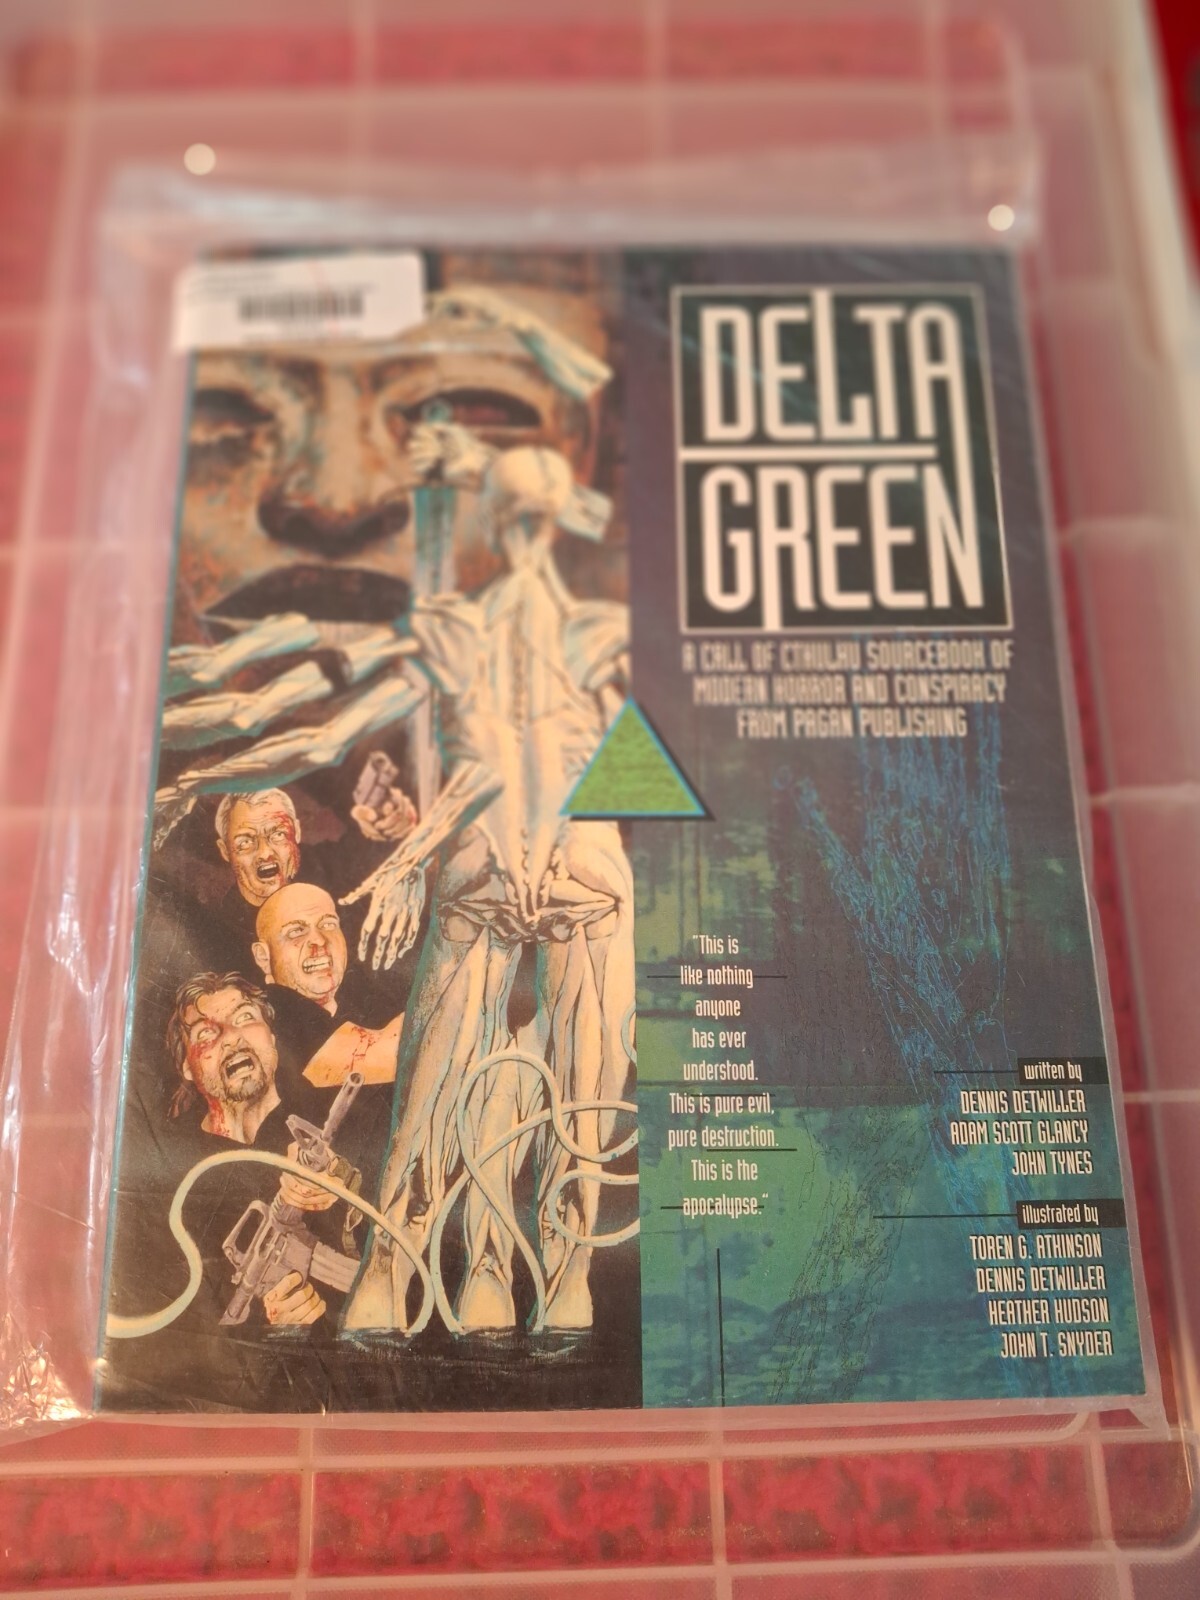 DELTA
GREEN
A CALL OF CTHULHU SOURCEBOOK OF
MODERN HORROR AND CONSPIRACY
FROM PAGAN PUBLISHING
"This is
like nothing
anyone
has ever
understood.
This is pure evil,
pure destruction.
This is the
apocalypse."
written by
DENNIS DETWILLER
ADAM SCOTT GLANCY
JOHN TYNES
illustrated by
TOREN G. ATKINSON
DENNIS DETWILLER
HEATHER HUDSON
JOHN T. SNYDER